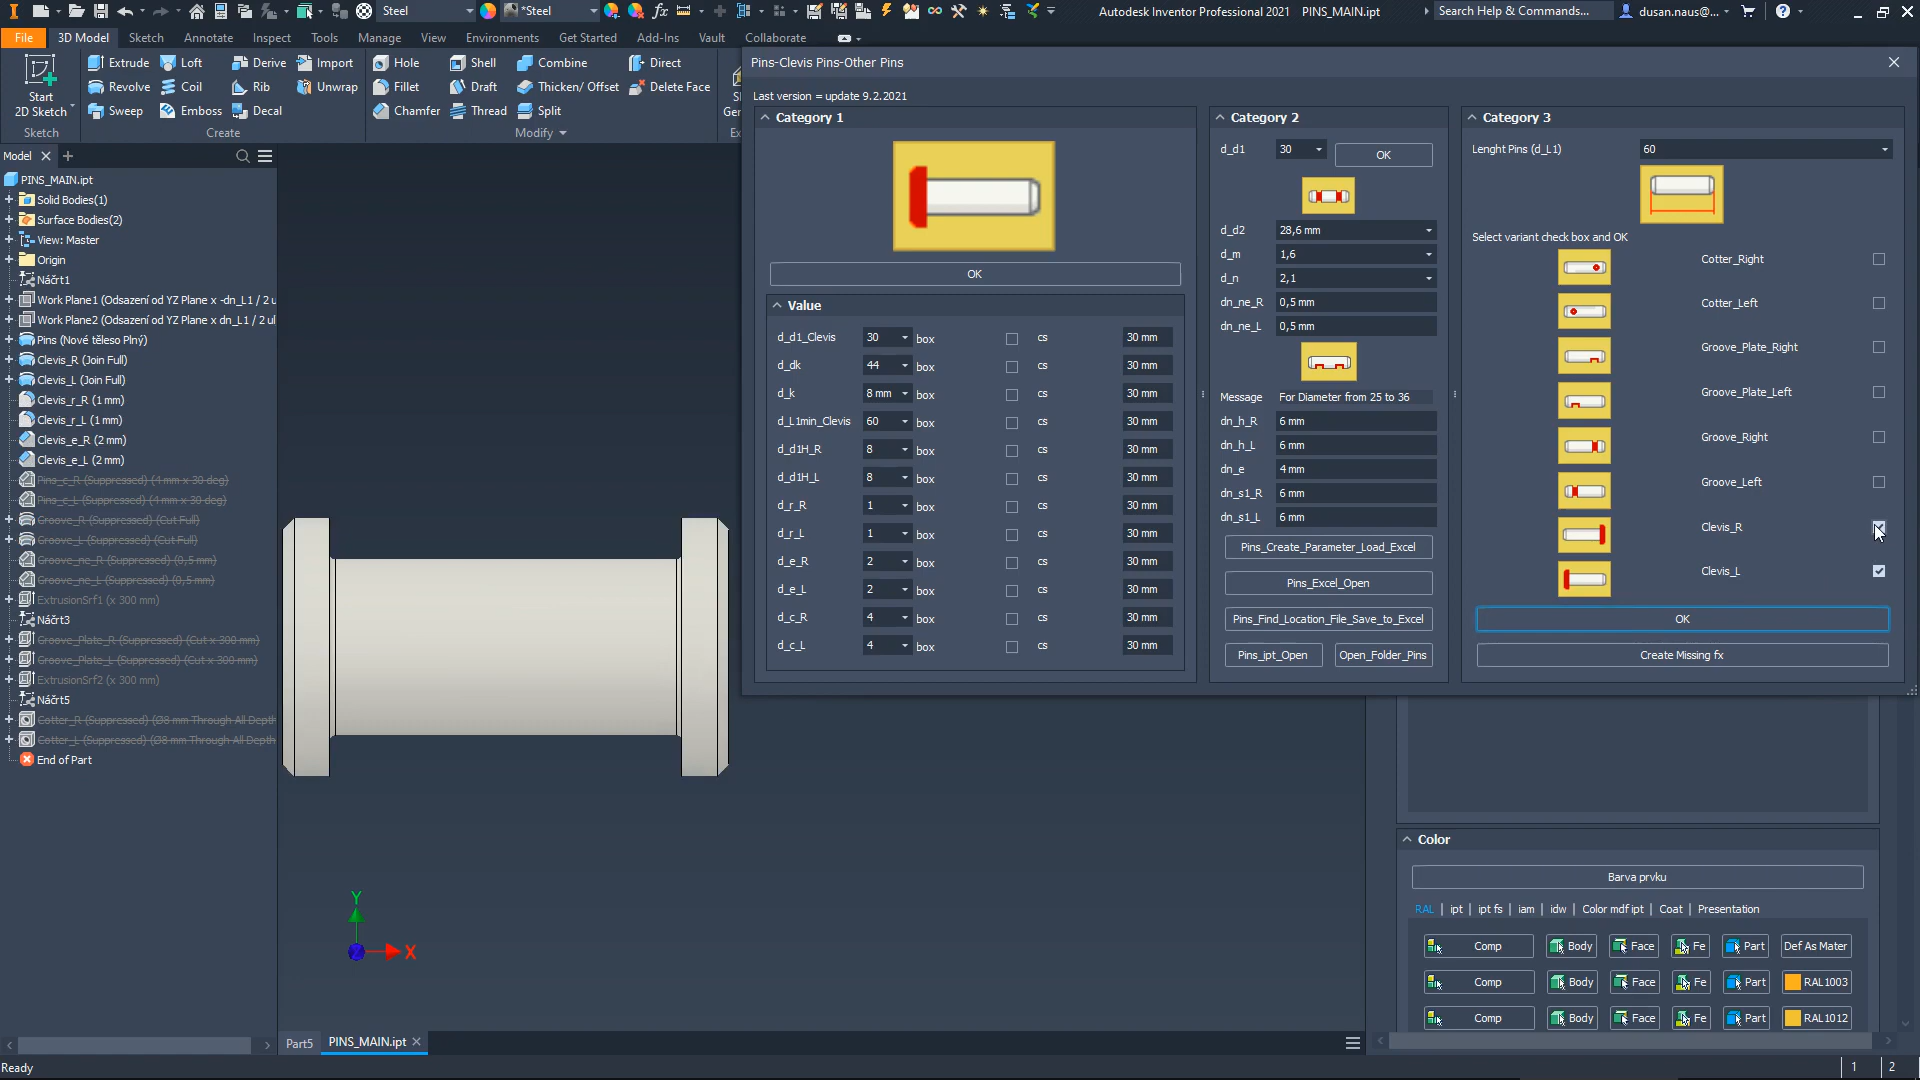 Steel
*Steel
Autodesk Inventor Professional 2021 PINS_MAIN.ipt
Search Help & Commands...
dusan.naus@...
File
3D Model
Sketch
Annotate
Inspect
Tools
Manage
View
Environments
Get Started
Add-Ins
Vault
Collaborate
Start
2D Sketch
Sketch
Extrude
Revolve
Sweep
Loft
Coil
Emboss
Derive
Rib
Decal
Import
Unwrap
Create
Hole
Fillet
Chamfer
Shell
Draft
Thread
Combine
Thicken/ Offset
Split
Direct
Delete Face
Modify
Model
PINS_MAIN.ipt
Solid Bodies(1)
Surface Bodies(2)
View: Master
Origin
Náčrt1
Work Plane1 (Odsazení od YZ Plane x -dn_L1 / 2 u
Work Plane2 (Odsazení od YZ Plane x dn_L1 / 2 ul
Pins (Nové těleso Plný)
Clevis_R (Join Full)
Clevis_L (Join Full)
Clevis_r_R (1 mm)
Clevis_r_L (1 mm)
Clevis_e_R (2 mm)
Clevis_e_L (2 mm)
Pins_c_R (Suppressed) (4 mm x 30 deg)
Pins_c_L (Suppressed) (4 mm x 30 deg)
Groove_R (Suppressed) (Cut Full)
Groove_L (Suppressed) (Cut Full)
Groove_ne_R (Suppressed) (0,5 mm)
Groove_ne_L (Suppressed) (0,5 mm)
ExtrusionSrf1 (x 300 mm)
Náčrt3
Groove_Plate_R (Suppressed) (Cut x 300 mm)
Groove_Plate_L (Suppressed) (Cut x 300 mm)
ExtrusionSrf2 (x 300 mm)
Náčrt5
Cotter_R (Suppressed) (Ø8 mm Through All Depth
Cotter_L (Suppressed) (Ø8 mm Through All Depth
End of Part
Y
X
Part5
PINS_MAIN.ipt
Ready
Pins-Clevis Pins-Other Pins
Last version = update 9.2.2021
Category 1
OK
Value
d_d1_Clevis 30 box cs 30 mm
d_dk 44 box cs 30 mm
d_k 8 mm box cs 30 mm
d_L1min_Clevis 60 box cs 30 mm
d_d1H_R 8 box cs 30 mm
d_d1H_L 8 box cs 30 mm
d_r_R 1 box cs 30 mm
d_r_L 1 box cs 30 mm
d_e_R 2 box cs 30 mm
d_e_L 2 box cs 30 mm
d_c_R 4 box cs 30 mm
d_c_L 4 box cs 30 mm
Category 2
d_d1 30 OK
d_d2 28,6 mm
d_m 1,6
d_n 2,1
dn_ne_R 0,5 mm
dn_ne_L 0,5 mm
Message For Diameter from 25 to 36
dn_h_R 6 mm
dn_h_L 6 mm
dn_e 4 mm
dn_s1_R 6 mm
dn_s1_L 6 mm
Pins_Create_Parameter_Load_Excel
Pins_Excel_Open
Pins_Find_Location_File_Save_to_Excel
Pins_ipt_Open Open_Folder_Pins
Category 3
Lenght Pins (d_L1) 60
Select variant check box and OK
Cotter_Right
Cotter_Left
Groove_Plate_Right
Groove_Plate_Left
Groove_Right
Groove_Left
Clevis_R
Clevis_L
OK
Create Missing fx
Color
Barva prvku
RAL | ipt | ipt fs | iam | idw | Color mdf ipt | Coat | Presentation
Comp Body Face Fe Part Def As Mater
Comp Body Face Fe Part RAL1003
Comp Body Face Fe Part RAL1012
1 2